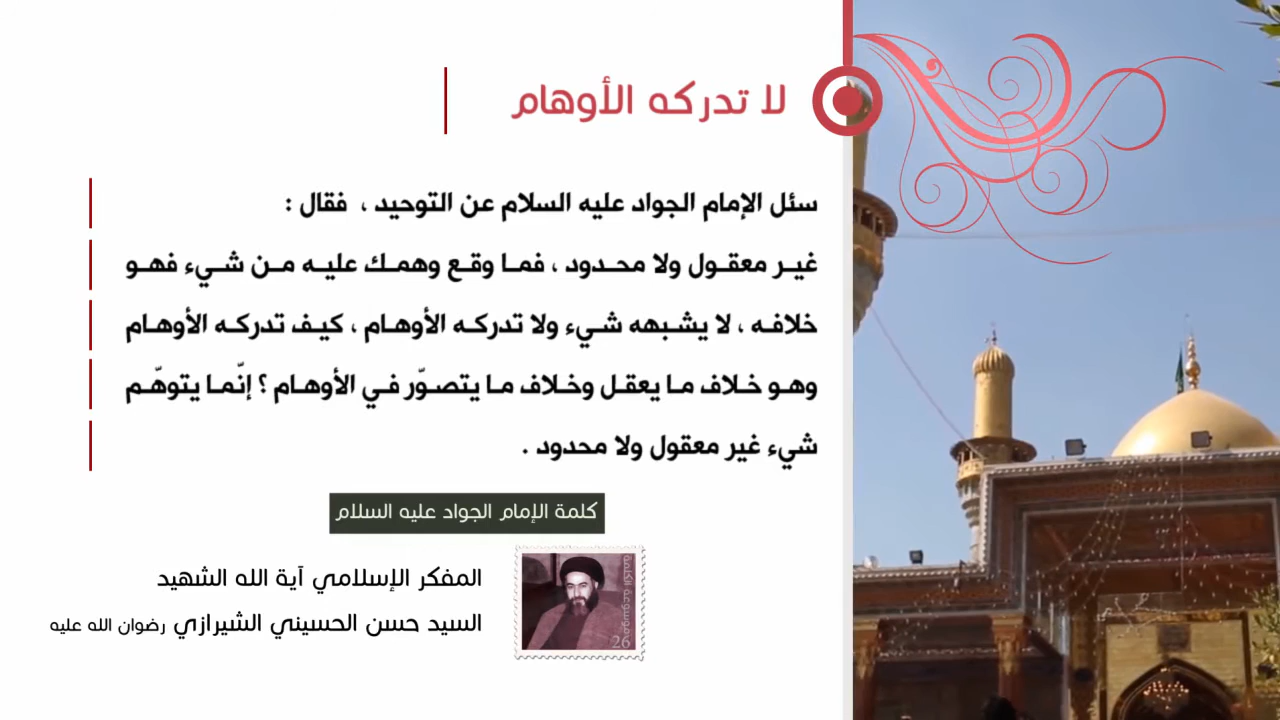 لا تدركه الأوهام
سئل الإمام الجواد عليه السلام عن التوحيد ، فقال :
غير معقول ولا محدود ، فما وقع وهمك عليه من شيء فهو
خلافه ، لا يشبهه شيء ولا تدركه الأوهام ، كيف تدركه الأوهام
وهو خلاف ما يعقل وخلاف ما يتصوّر في الأوهام ؟ إنّما يتوهّم
شيء غير معقول ولا محدود .
كلمة الإمام الجواد عليه السلام
المفكر الإسلامي آية الله الشهيد
السيد حسن الحسيني الشيرازي رضوان الله عليه
موسوعة الكلمة
26